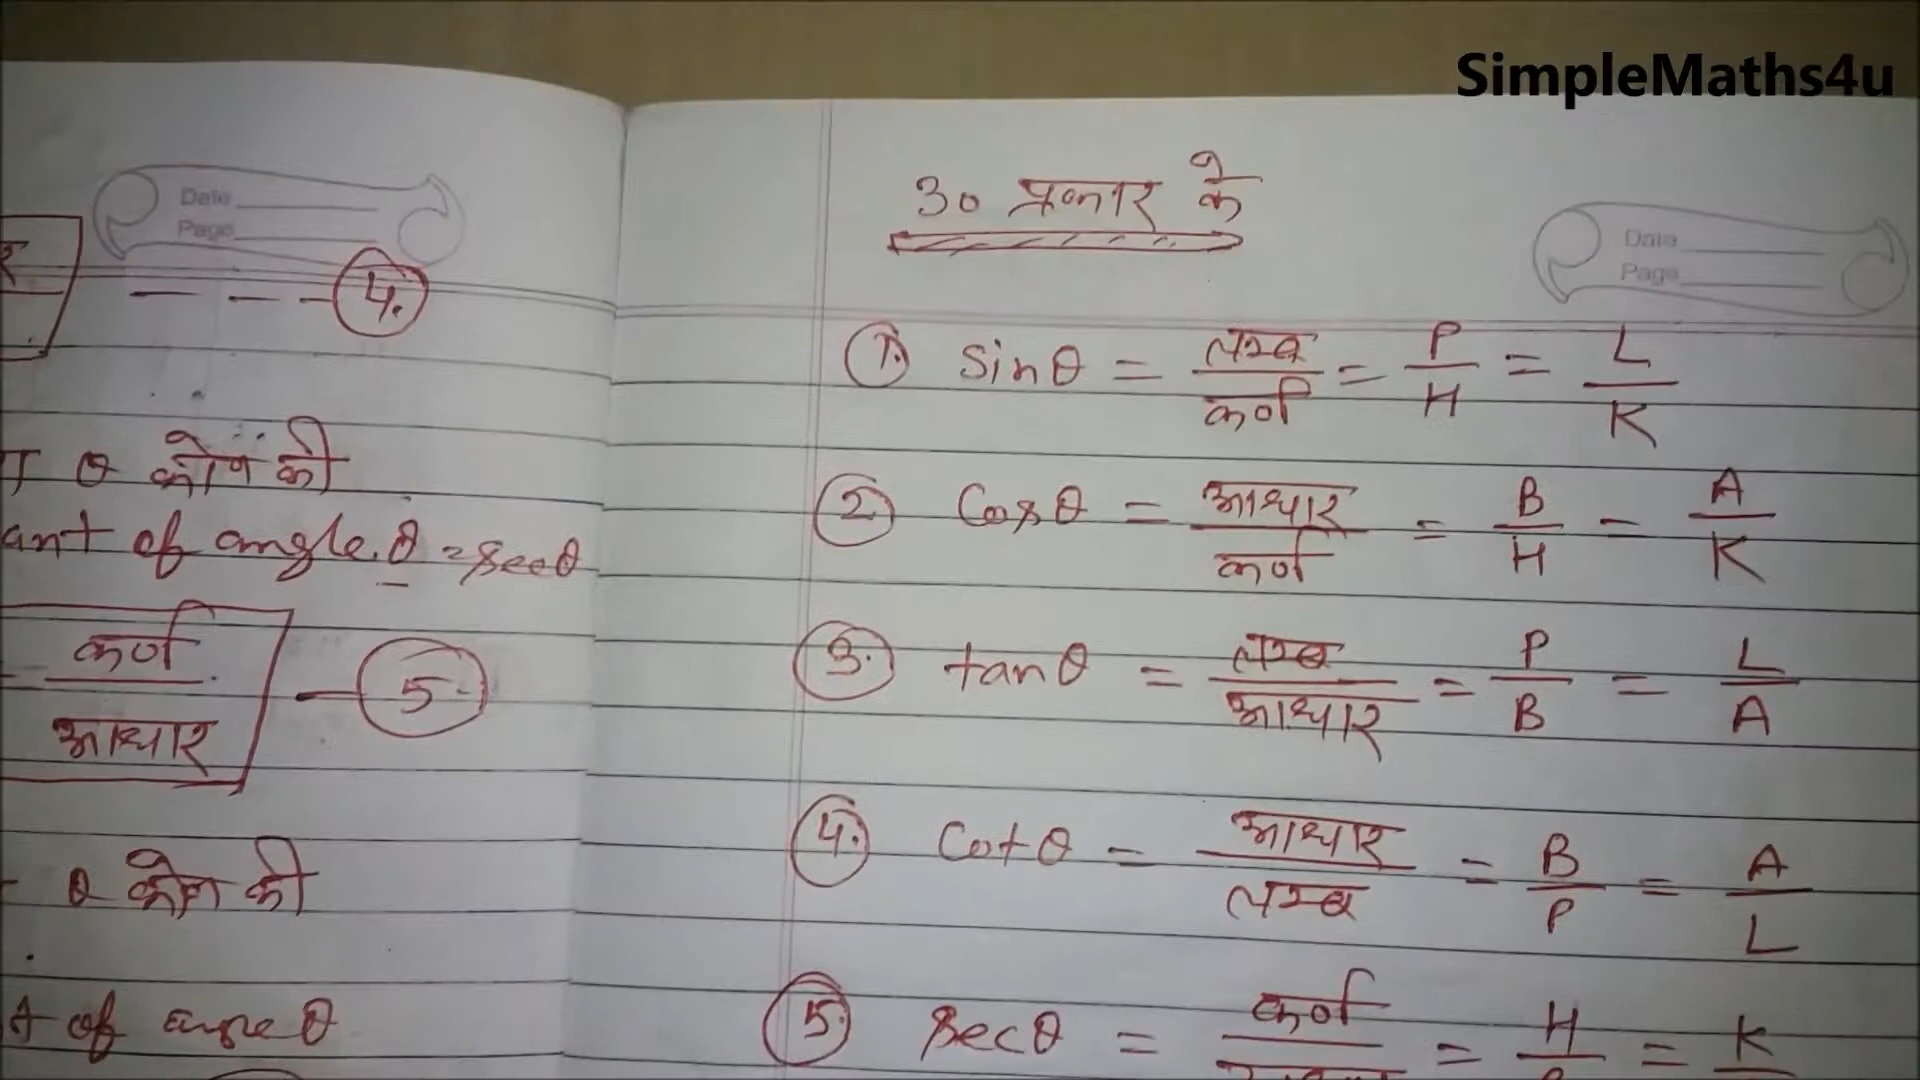 SimpleMaths4u
Date
Page
4.
θ कोण की
ant of angle θ = secθ
कर्ण
आधार
5.
θ कोण की
of angle θ
30 प्रकार के
Date
Page
1. Sinθ = लम्ब/कर्ण = P/H = L/K
2. Cosθ = आधार/कर्ण = B/H = A/K
3. tanθ = लम्ब/आधार = P/B = L/A
4. Cotθ = आधार/लम्ब = B/P = A/L
5. Secθ = कर्ण = H = K